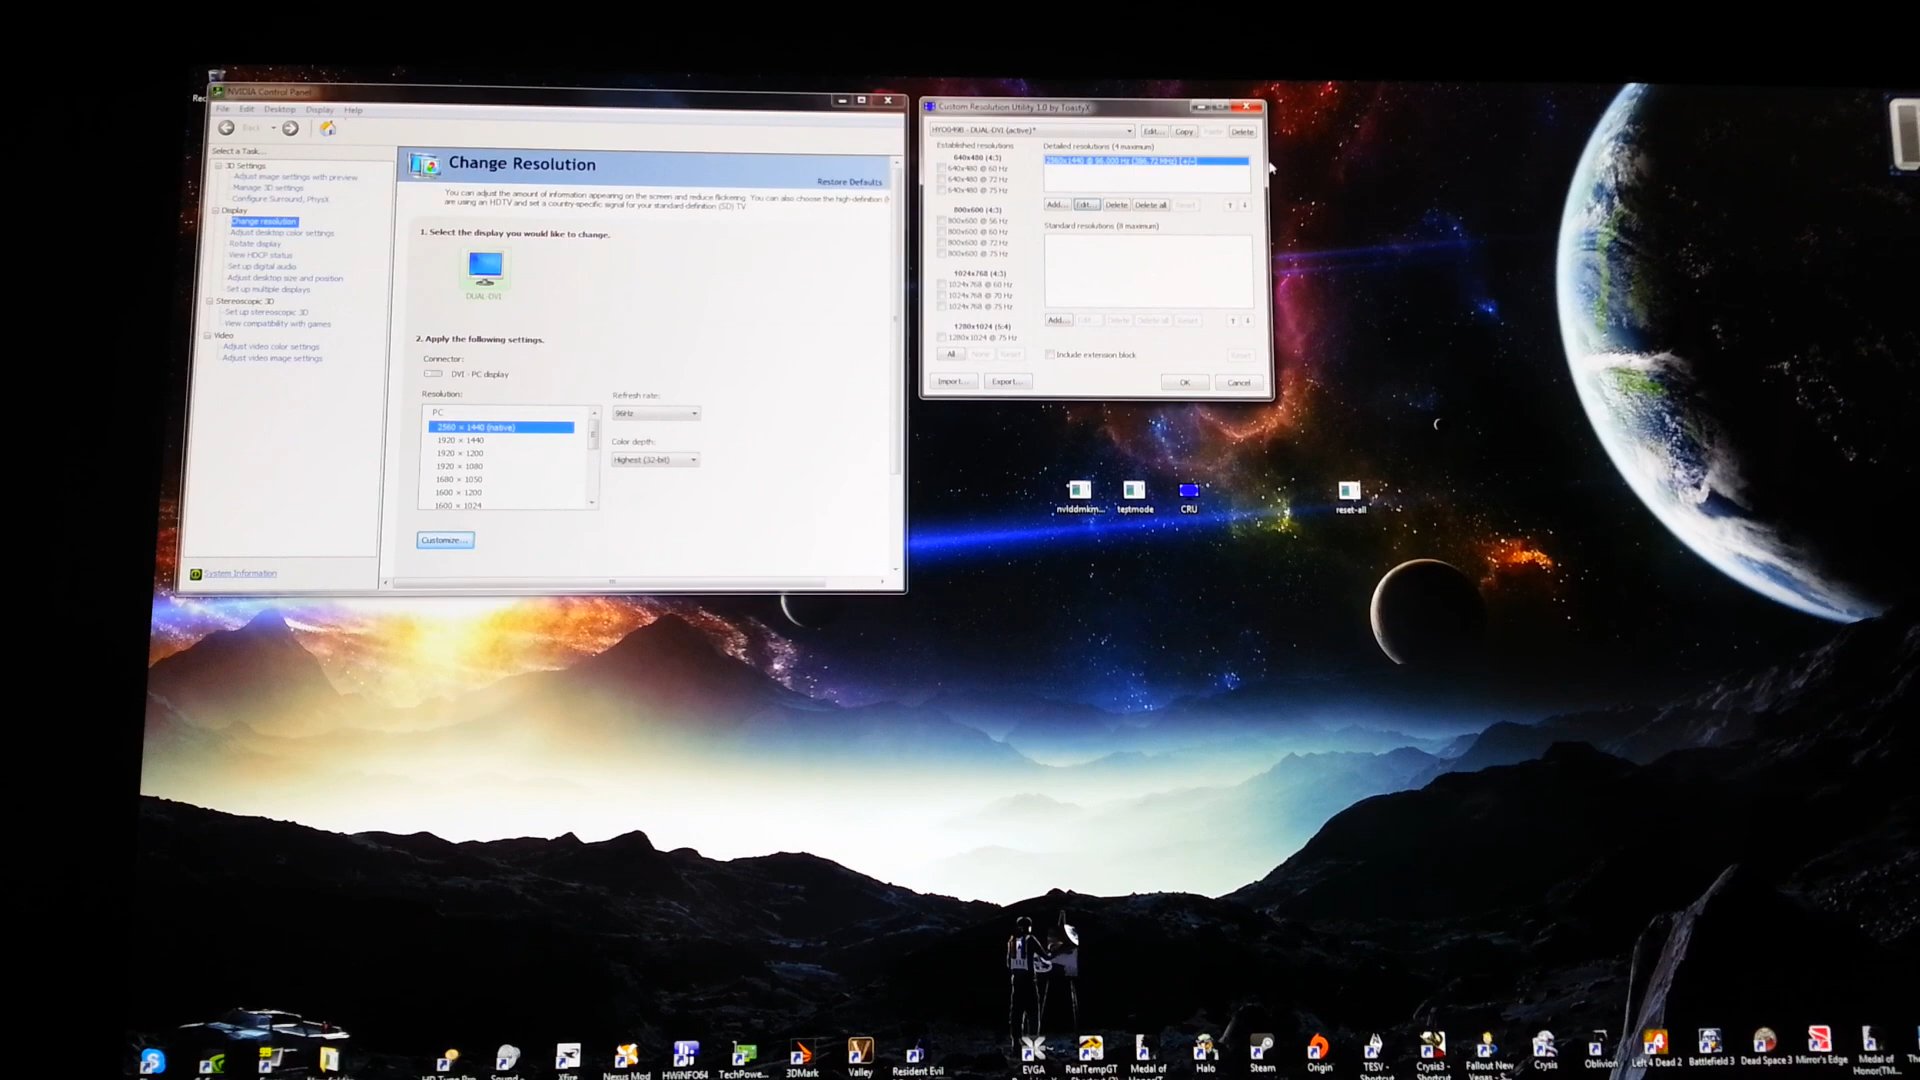 Rec
NVIDIA Control Panel
File Edit Desktop Display Help
Back
Select a Task...
3D Settings
Adjust image settings with preview
Manage 3D settings
Configure Surround, PhysX
Display
Change resolution
Adjust desktop color settings
Rotate display
View HDCP status
Set up digital audio
Adjust desktop size and position
Set up multiple displays
Stereoscopic 3D
Set up stereoscopic 3D
View compatibility with games
Video
Adjust video color settings
Adjust video image settings
System Information
Change Resolution
Restore Defaults
You can adjust the amount of information appearing on the screen and reduce flickering. You can also choose the high-definition (
are using an HDTV and set a country-specific signal for your standard-definition (SD) TV.
1. Select the display you would like to change.
DUAL-DVI
2. Apply the following settings.
Connector:
DVI - PC display
Resolution:
PC
2560 × 1440 (native)
1920 × 1440
1920 × 1200
1920 × 1080
1680 × 1050
1600 × 1200
1600 × 1024
Refresh rate:
96Hz
Color depth:
Highest (32-bit)
Customize...
Custom Resolution Utility 1.0 by ToastyX
HYO049B - DUAL-DVI (active)*
Edit... Copy Paste Delete
Established resolutions
640x480 (4:3)
640x480 @ 60 Hz
640x480 @ 72 Hz
640x480 @ 75 Hz
800x600 (4:3)
800x600 @ 56 Hz
800x600 @ 60 Hz
800x600 @ 72 Hz
800x600 @ 75 Hz
1024x768 (4:3)
1024x768 @ 60 Hz
1024x768 @ 70 Hz
1024x768 @ 75 Hz
1280x1024 (5:4)
1280x1024 @ 75 Hz
All None Reset
Detailed resolutions (4 maximum)
2560x1440 @ 96.000 Hz (386.72 MHz) [+/-]
Add... Edit... Delete Delete all Reset
Standard resolutions (8 maximum)
Add... Edit... Delete Delete all Reset
Include extension block
Reset
Import... Export...
OK Cancel
nvlddmkm...
testmode
CRU
reset-all
Xfire
Nexus Mod
HWiNFO64
TechPowe...
3DMark
Valley
Resident Evil
EVGA
RealTempGT
Medal of
Halo
Steam
Origin
TESV -
Shortcut
Crysis3 -
Shortcut
Fallout New
Vegas - S
Crysis
Oblivion
Left 4 Dead 2
Battlefield 3
Dead Space 3
Mirror's Edge
Medal of
Honor(TM...